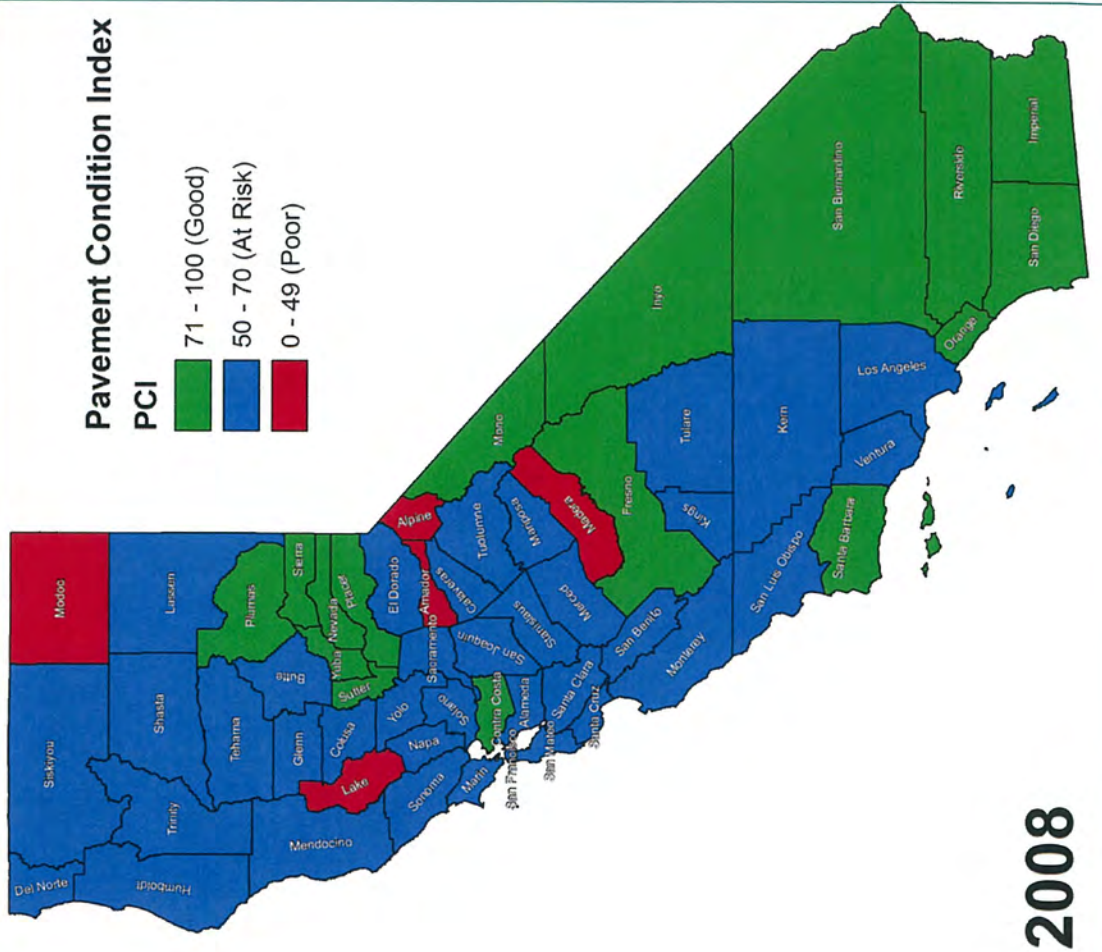 Pavement Condition Index
PCI
71 - 100 (Good)
50 - 70 (At Risk)
0 - 49 (Poor)
Del Norte
Siskiyou
Modoc
Humboldt
Trinity
Shasta
Lassen
Tehama
Plumas
Mendocino
Glenn
Butte
Sierra
Lake
Colusa
Sutter
Yuba
Nevada
Placer
Sonoma
Napa
Yolo
Sacramento
El Dorado
Marin
Solano
Amador
Alpine
San Francisco
Contra Costa
San Joaquin
Calaveras
Tuolumne
Mono
San Mateo
Alameda
Stanislaus
Mariposa
Santa Cruz
Santa Clara
Merced
Madera
San Benito
Fresno
Inyo
Monterey
Kings
Tulare
San Luis Obispo
Kern
San Bernardino
Santa Barbara
Ventura
Los Angeles
Orange
Riverside
San Diego
Imperial
2008